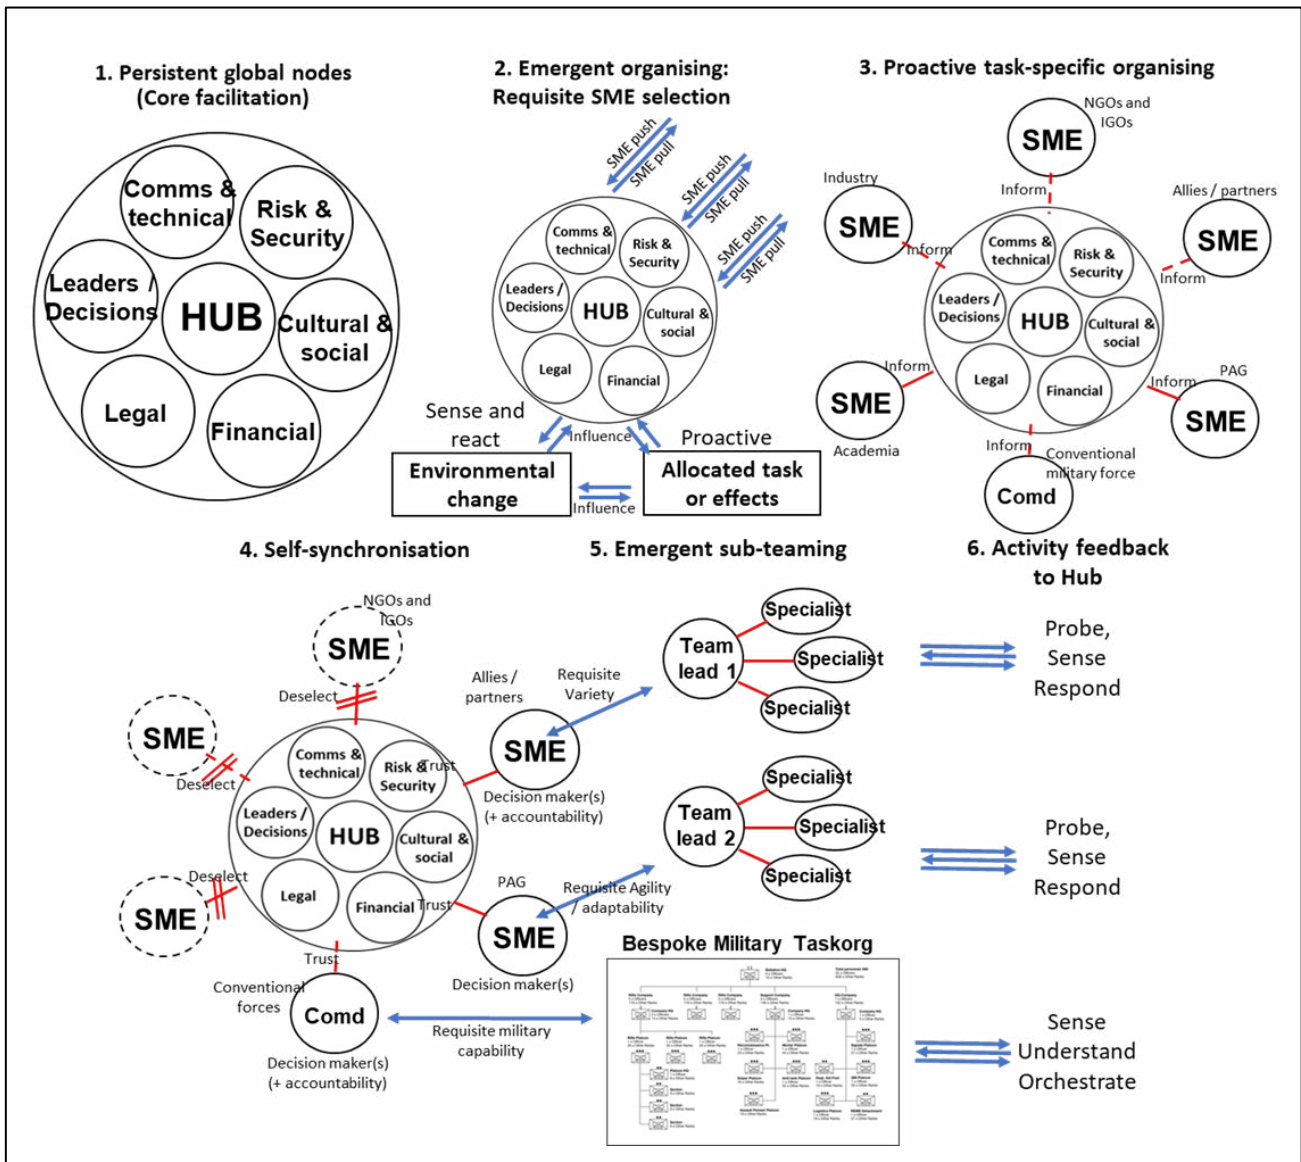 1. Persistent global nodes
(Core facilitation)
Comms &
technical
Risk &
Security
Leaders /
Decisions
HUB
Cultural &
social
Legal
Financial
2. Emergent organising:
Requisite SME selection
SME push
SME pull
SME push
SME pull
SME push
SME pull
Comms &
technical
Risk &
Security
Leaders /
Decisions
HUB
Cultural &
social
Legal
Financial
Sense and
react
Influence
Proactive
Environmental
change
Influence
Allocated task
or effects
3. Proactive task-specific organising
NGOs and
IGOs
SME
Inform
Industry
SME
Inform
Allies / partners
SME
Inform
Comms &
technical
Risk &
Security
Leaders /
Decisions
HUB
Cultural &
social
Legal
Financial
Inform
SME
Academia
Inform
PAG
SME
Inform
Conventional
military force
Comd
4. Self-synchronisation
NGOs and
IGOs
SME
Deselect
SME
Deselect
Deselect
SME
Comms &
technical
Risk &
Security
Leaders /
Decisions
HUB
Cultural &
social
Legal
Financial
Trust
Allies /
partners
SME
Decision maker(s)
(+ accountability)
Trust
PAG
SME
Decision maker(s)
Trust
Conventional
forces
Comd
Decision maker(s)
(+ accountability)
5. Emergent sub-teaming
Requisite
Variety
Team
lead 1
Specialist
Specialist
Specialist
Requisite Agility
/ adaptability
Team
lead 2
Specialist
Specialist
Specialist
Requisite military
capability
Bespoke Military Taskorg
6. Activity feedback
to Hub
Probe,
Sense
Respond
Probe,
Sense
Respond
Sense
Understand
Orchestrate